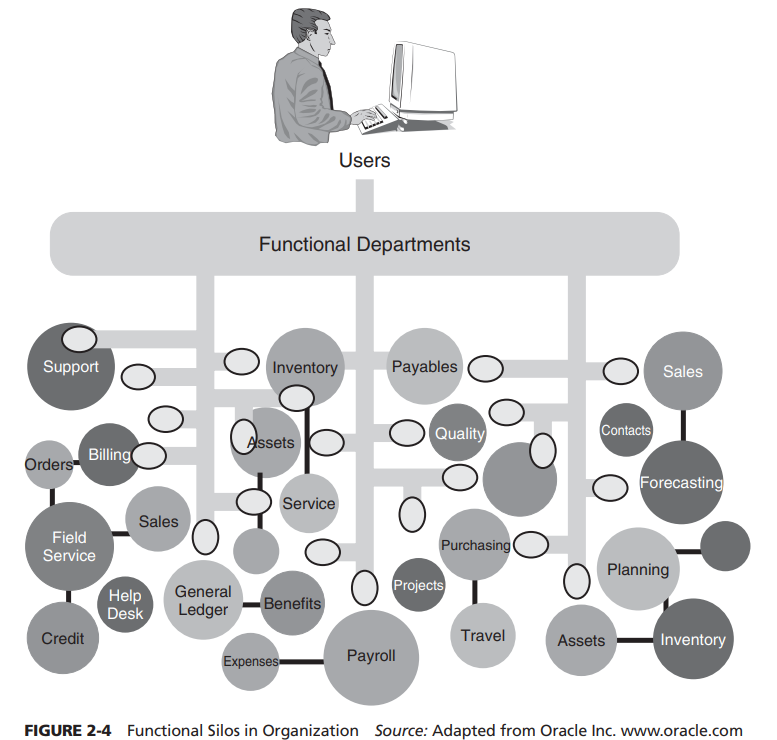 Users
Functional Departments
Support
Inventory
Payables
Sales
Orders
Billing
Assets
Quality
Contacts
Forecasting
Sales
Service
Field
Service
Purchasing
Planning
Help
Desk
General
Ledger
Benefits
Projects
Credit
Expenses
Payroll
Travel
Assets
Inventory
FIGURE 2-4 Functional Silos in Organization Source: Adapted from Oracle Inc. www.oracle.com